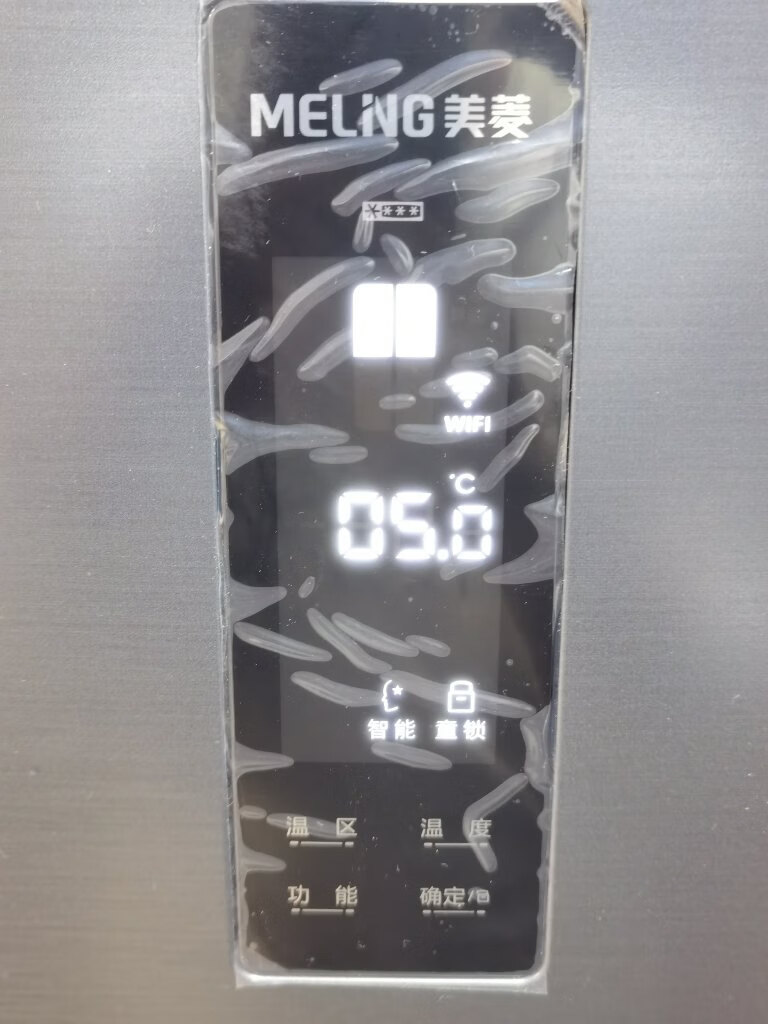 MELING美菱
****
WIFI
℃
05.0
智能 童锁
温区 温度
功能 确定/